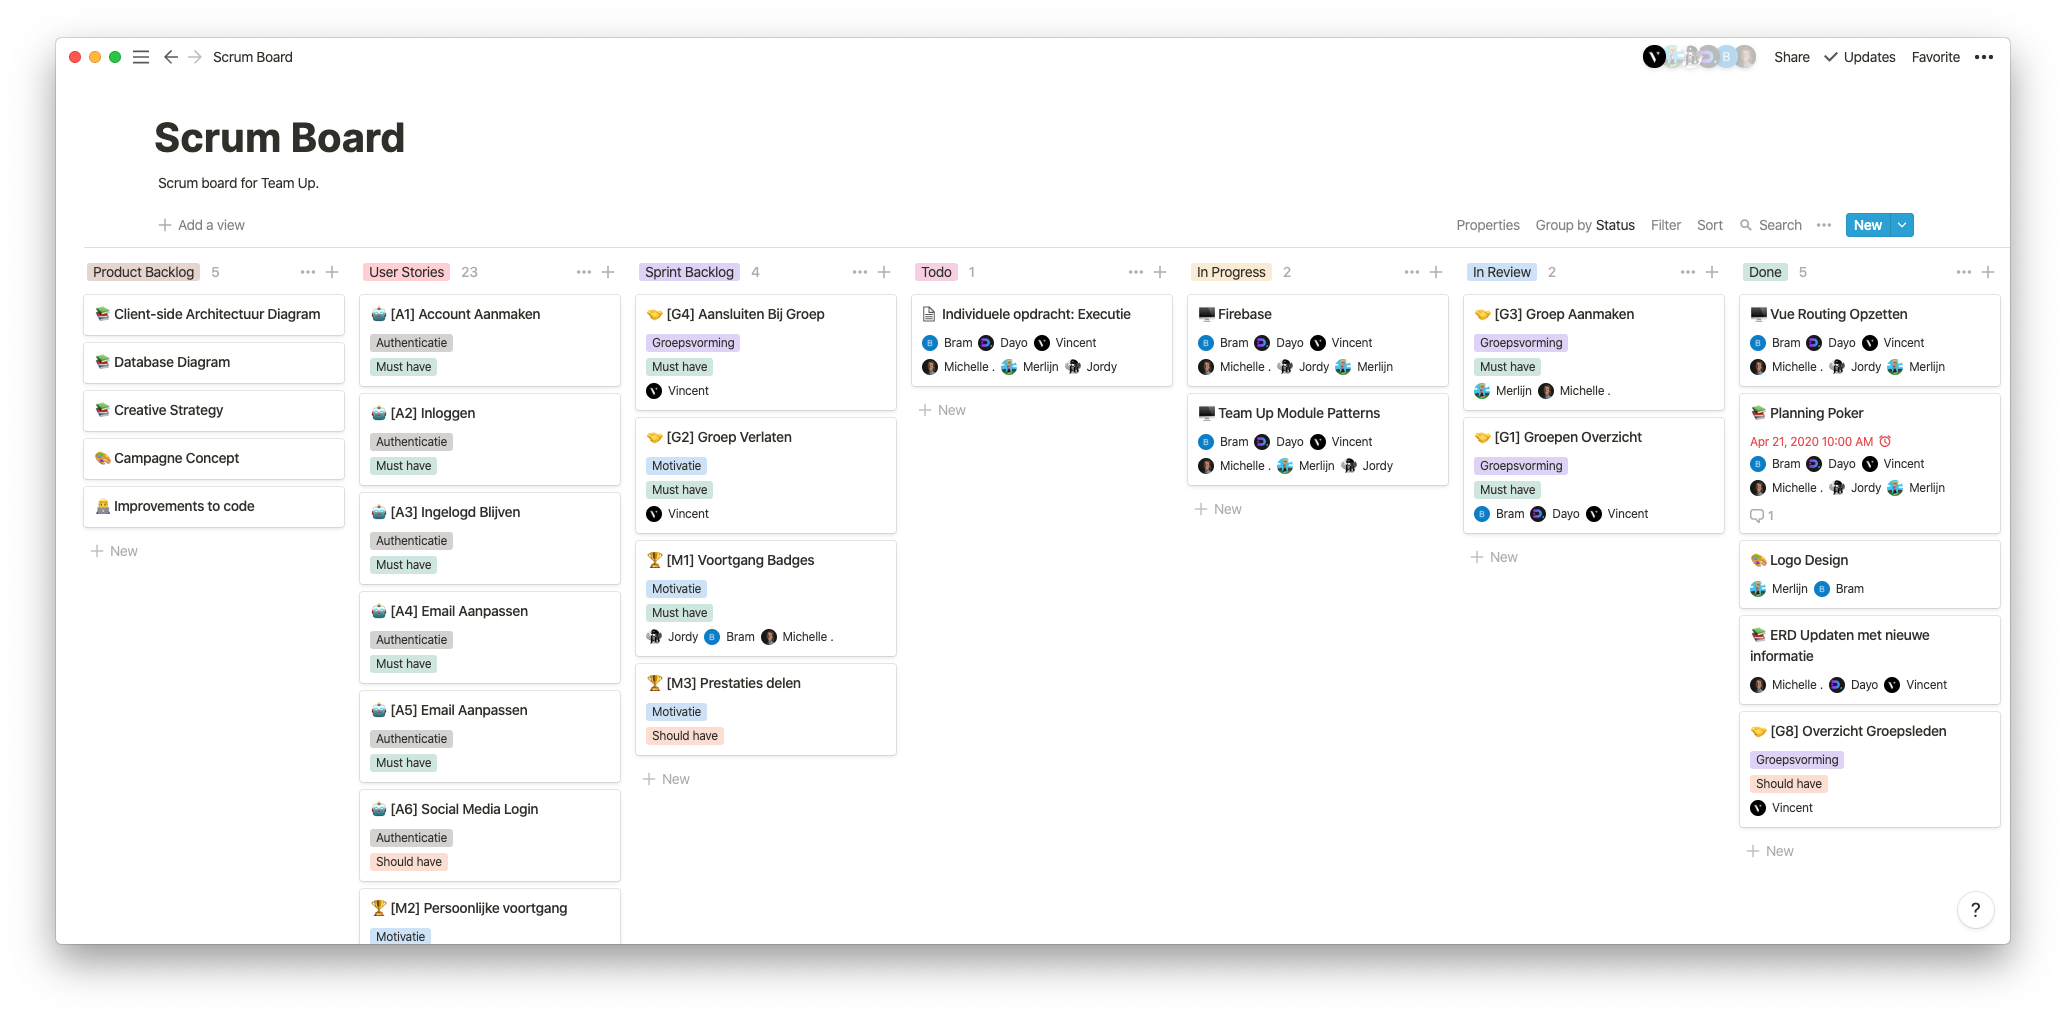 Scrum Board
Share
Updates
Favorite
Scrum Board
Scrum board for Team Up.
Add a view
Properties
Group by Status
Filter
Sort
Search
New
Product Backlog 5
Client-side Architectuur Diagram
Database Diagram
Creative Strategy
Campagne Concept
Improvements to code
New
User Stories 23
[A1] Account Aanmaken
Authenticatie
Must have
[A2] Inloggen
Authenticatie
Must have
[A3] Ingelogd Blijven
Authenticatie
Must have
[A4] Email Aanpassen
Authenticatie
Must have
[A5] Email Aanpassen
Authenticatie
Must have
[A6] Social Media Login
Authenticatie
Should have
[M2] Persoonlijke voortgang
Motivatie
Sprint Backlog 4
[G4] Aansluiten Bij Groep
Groepsvorming
Must have
Vincent
[G2] Groep Verlaten
Motivatie
Must have
Vincent
[M1] Voortgang Badges
Motivatie
Must have
Jordy B Bram Michelle .
[M3] Prestaties delen
Motivatie
Should have
New
Todo 1
Individuele opdracht: Executie
B Bram Dayo Vincent
Michelle . Merlijn Jordy
New
In Progress 2
Firebase
B Bram Dayo Vincent
Michelle . Jordy Merlijn
Team Up Module Patterns
B Bram Dayo Vincent
Michelle . Merlijn Jordy
New
In Review 2
[G3] Groep Aanmaken
Groepsvorming
Must have
Merlijn Michelle .
[G1] Groepen Overzicht
Groepsvorming
Must have
B Bram Dayo Vincent
New
Done 5
Vue Routing Opzetten
B Bram Dayo Vincent
Michelle . Jordy Merlijn
Planning Poker
Apr 21, 2020 10:00 AM
B Bram Dayo Vincent
Michelle . Jordy Merlijn
1
Logo Design
Merlijn B Bram
ERD Updaten met nieuwe
informatie
Michelle . Dayo Vincent
[G8] Overzicht Groepsleden
Groepsvorming
Should have
Vincent
New
?